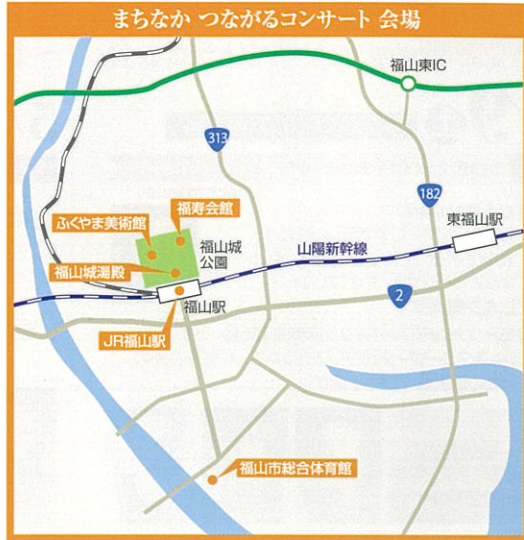 まちなか つながるコンサート 会場
福山東IC
313
182
ふくやま美術館
福寿会館
福山城
公園
東福山駅
山陽新幹線
福山城湯殿
2
福山駅
JR福山駅
福山市総合体育館